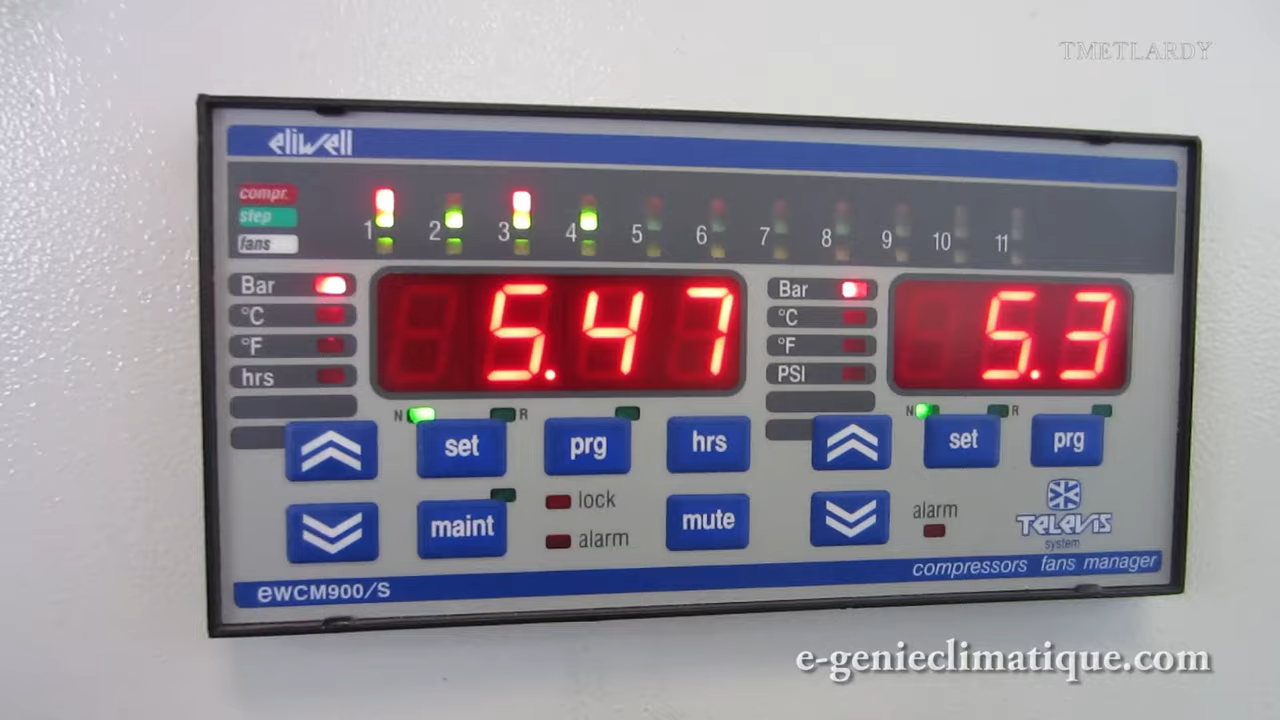 TMETLARDY
eliwell
compr.
step
fans
1 2 3 4 5 6 7 8 9 10 11
Bar
°C
°F
hrs
5.47
Bar
°C
°F
PSI
5.3
N R
N R
set prg hrs
set prg
maint
lock
alarm
mute
alarm
TELEVIS
system
compressors fans manager
eWCM900/S
e-genieclimatique.com